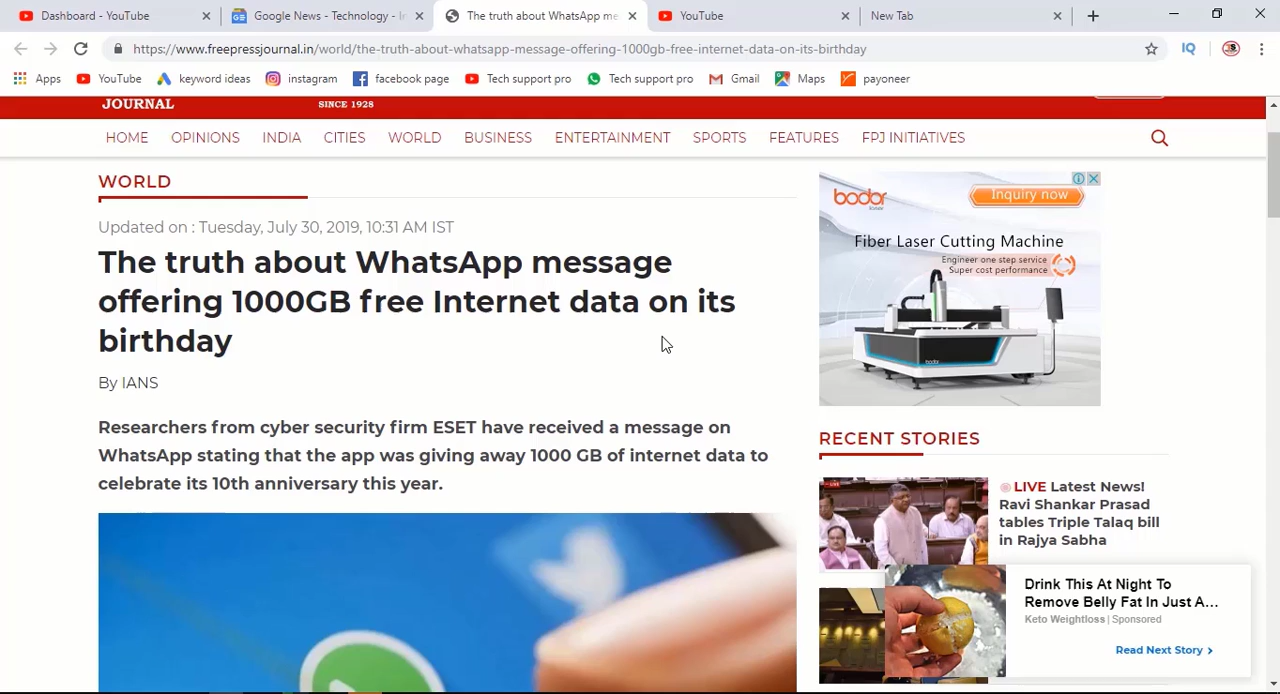 Dashboard - YouTube
Google News - Technology - In
The truth about WhatsApp me
YouTube
New Tab
https://www.freepressjournal.in/world/the-truth-about-whatsapp-message-offering-1000gb-free-internet-data-on-its-birthday
IQ
Apps
YouTube
keyword ideas
instagram
facebook page
Tech support pro
Tech support pro
Gmail
Maps
payoneer
JOURNAL
SINCE 1928
HOME
OPINIONS
INDIA
CITIES
WORLD
BUSINESS
ENTERTAINMENT
SPORTS
FEATURES
FPJ INITIATIVES
WORLD
Updated on : Tuesday, July 30, 2019, 10:31 AM IST
The truth about WhatsApp message
offering 1000GB free Internet data on its
birthday
By IANS
Researchers from cyber security firm ESET have received a message on
WhatsApp stating that the app was giving away 1000 GB of internet data to
celebrate its 10th anniversary this year.
bodor
Inquiry now
Fiber Laser Cutting Machine
Engineer one step service
Super cost performance
RECENT STORIES
LIVE
LIVE Latest News!
Ravi Shankar Prasad
tables Triple Talaq bill
in Rajya Sabha
Drink This At Night To
Remove Belly Fat In Just A...
Keto Weightloss | Sponsored
Read Next Story